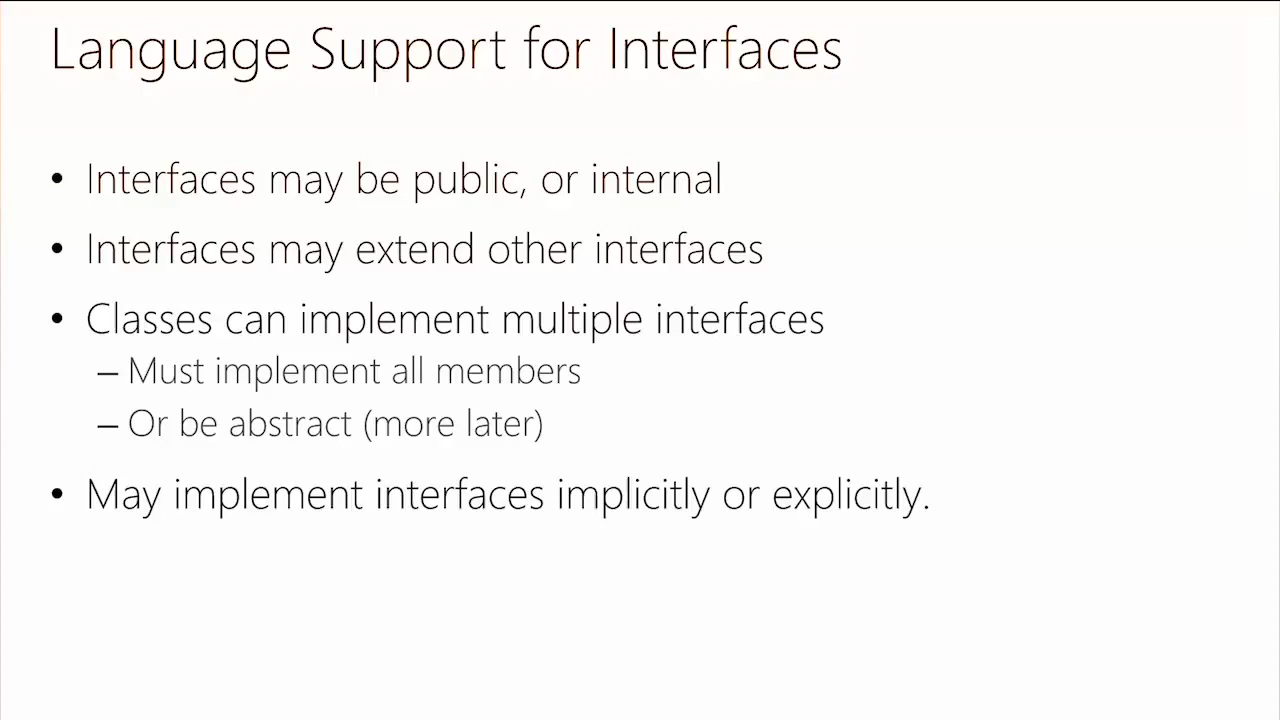 Language Support for Interfaces
• Interfaces may be public, or internal
• Interfaces may extend other interfaces
• Classes can implement multiple interfaces
– Must implement all members
– Or be abstract (more later)
• May implement interfaces implicitly or explicitly.